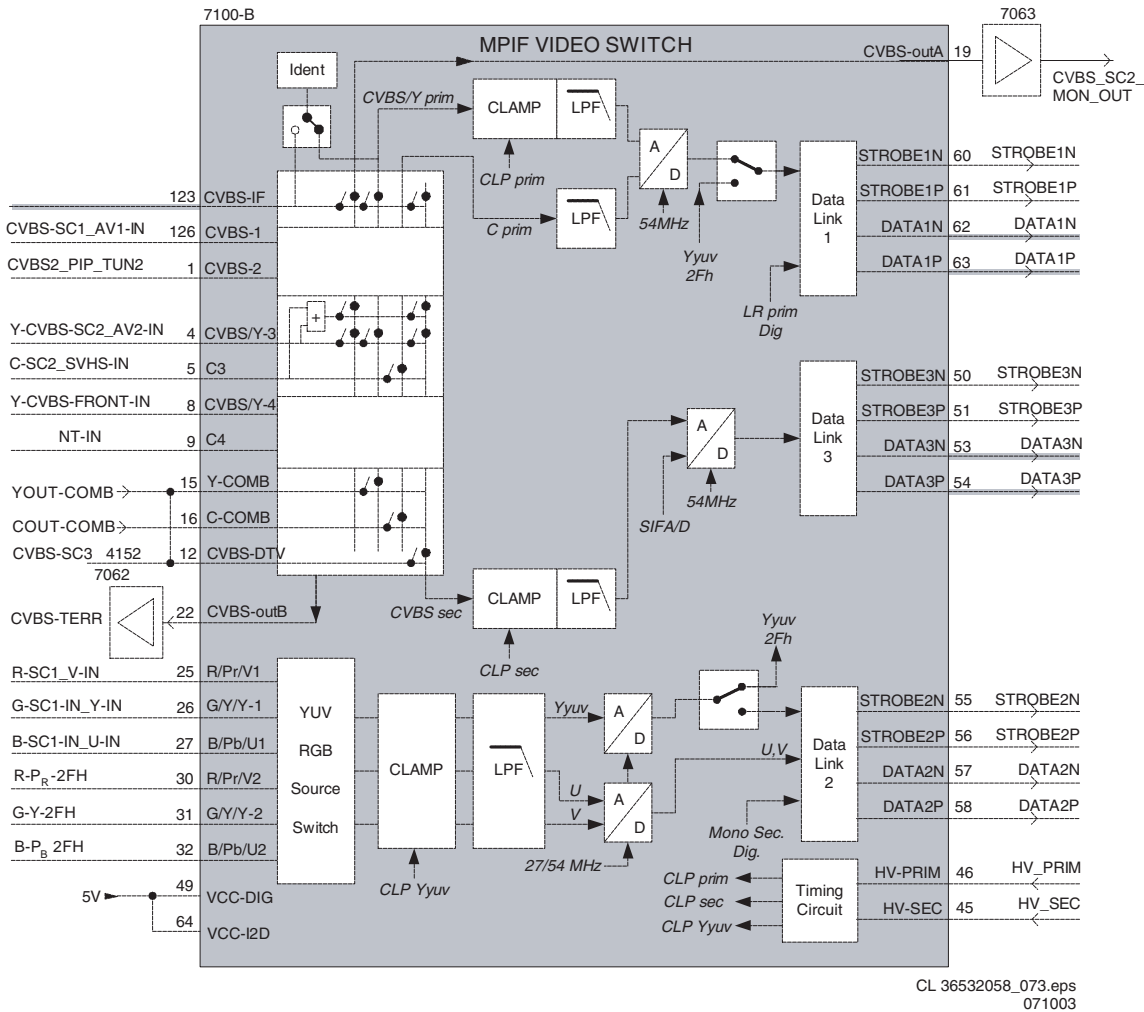 7100-B
7063
MPIF VIDEO SWITCH
CVBS-outA 19
CVBS_SC2_
MON_OUT
Ident
CVBS/Y prim
CLAMP
LPF
CLP prim
C prim
LPF
A
D
54MHz
Yyuv
2Fh
LR prim
Dig
Data
Link
1
STROBE1N 60 STROBE1N
STROBE1P 61 STROBE1P
DATA1N 62 DATA1N
DATA1P 63 DATA1P
123 CVBS-IF
CVBS-SC1_AV1-IN 126 CVBS-1
CVBS2_PIP_TUN2 1 CVBS-2
+
Y-CVBS-SC2_AV2-IN 4 CVBS/Y-3
C-SC2_SVHS-IN 5 C3
Y-CVBS-FRONT-IN 8 CVBS/Y-4
NT-IN 9 C4
YOUT-COMB 15 Y-COMB
COUT-COMB 16 C-COMB
CVBS-SC3 4152 12 CVBS-DTV
7062
CVBS-TERR 22 CVBS-outB
A
D
54MHz
SIFA/D
Data
Link
3
STROBE3N 50 STROBE3N
STROBE3P 51 STROBE3P
DATA3N 53 DATA3N
DATA3P 54 DATA3P
CVBS sec
CLAMP
LPF
CLP sec
R-SC1_V-IN 25 R/Pr/V1
G-SC1-IN_Y-IN 26 G/Y/Y-1
B-SC1-IN_U-IN 27 B/Pb/U1
R-PR-2FH 30 R/Pr/V2
G-Y-2FH 31 G/Y/Y-2
B-PB 2FH 32 B/Pb/U2
YUV
RGB
Source
Switch
CLAMP
LPF
CLP Yyuv
Yyuv
U
V
A
D
A
D
27/54 MHz
Yyuv
2Fh
U,V
Mono Sec.
Dig.
Data
Link
2
STROBE2N 55 STROBE2N
STROBE2P 56 STROBE2P
DATA2N 57 DATA2N
DATA2P 58 DATA2P
CLP prim
CLP sec
CLP Yyuv
Timing
Circuit
HV-PRIM 46 HV_PRIM
HV-SEC 45 HV_SEC
5V 49 VCC-DIG
64 VCC-I2D
CL 36532058_073.eps
071003